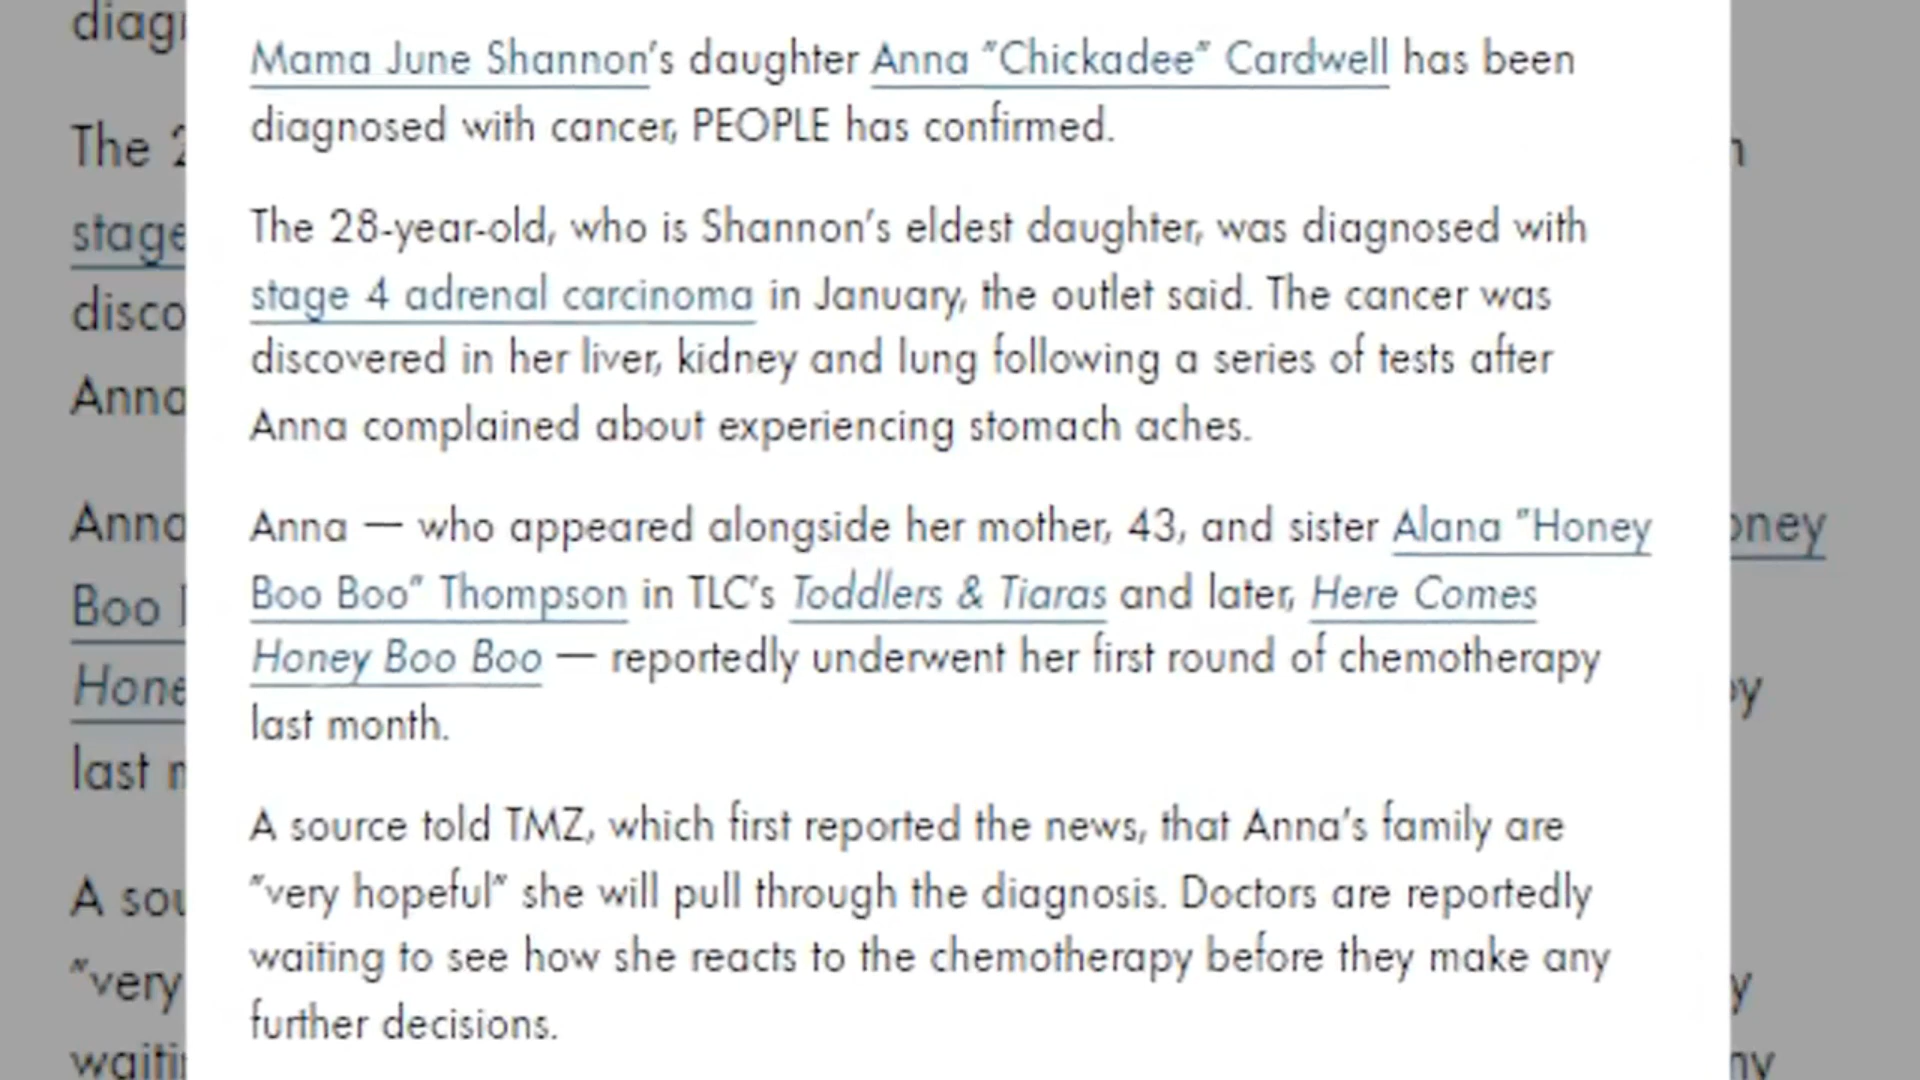 Mama June Shannon's daughter Anna "Chickadee" Cardwell has been
diagnosed with cancer, PEOPLE has confirmed.
The 28-year-old, who is Shannon's eldest daughter, was diagnosed with
stage 4 adrenal carcinoma in January, the outlet said. The cancer was
discovered in her liver, kidney and lung following a series of tests after
Anna complained about experiencing stomach aches.
Anna — who appeared alongside her mother, 43, and sister Alana "Honey
Boo Boo" Thompson in TLC's Toddlers & Tiaras and later, Here Comes
Honey Boo Boo — reportedly underwent her first round of chemotherapy
last month.
A source told TMZ, which first reported the news, that Anna's family are
"very hopeful" she will pull through the diagnosis. Doctors are reportedly
waiting to see how she reacts to the chemotherapy before they make any
further decisions.